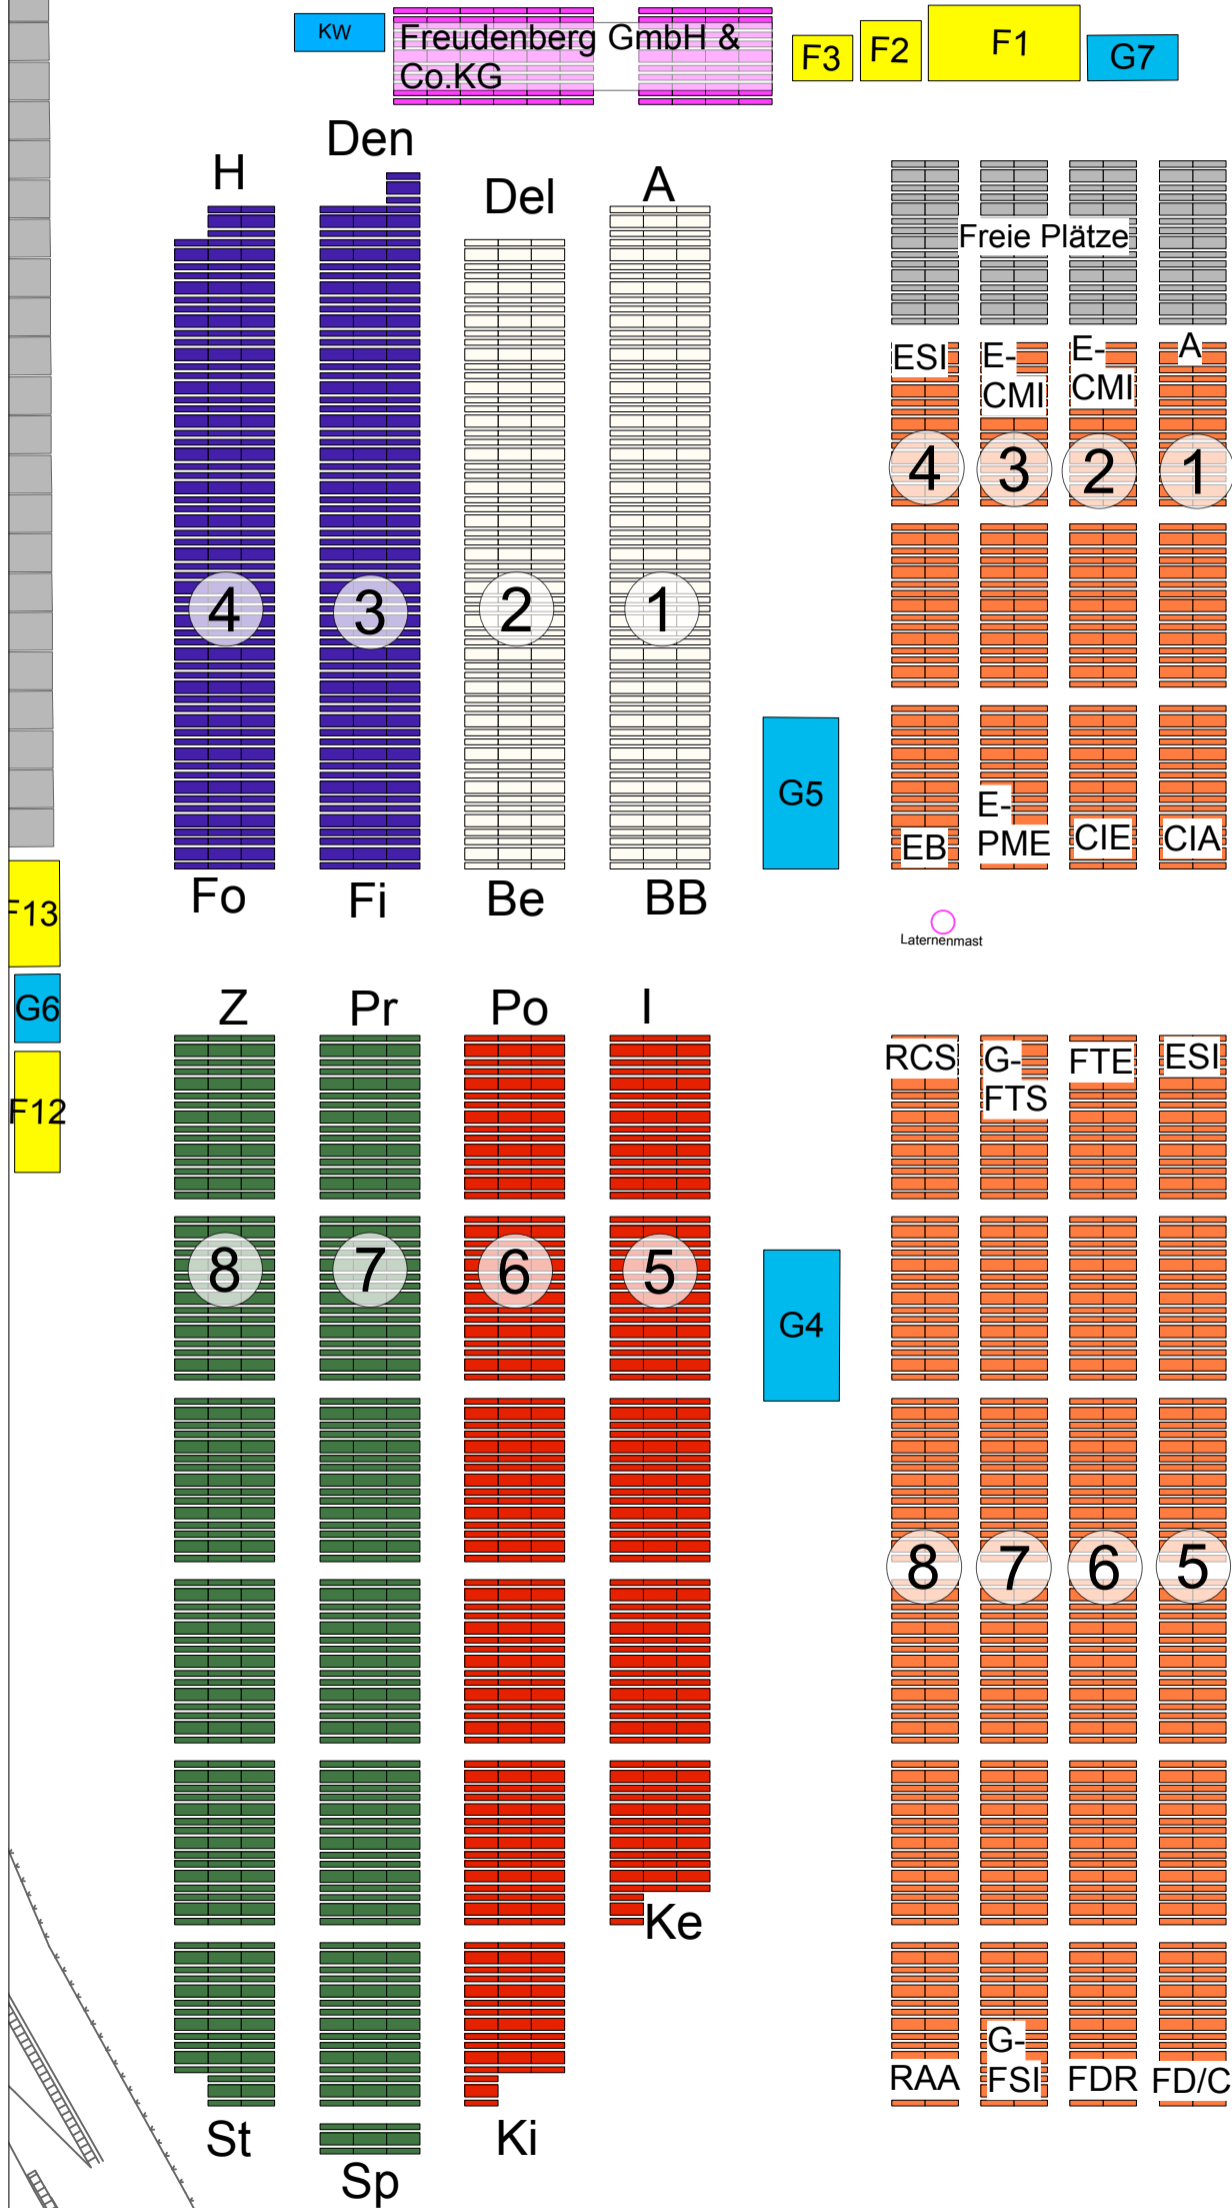 KW
Freudenberg GmbH &
Co.KG
F3
F2
F1
G7
H
Den
Del
A
Freie Plätze
ESI
E-
CMI
E-
CMI
A
4
3
2
1
4
3
2
1
G5
EB
E-
PME
CIE
CIA
Fo
Fi
Be
BB
F13
Laternenmast
G6
Z
Pr
Po
I
F12
RCS
G-
FTS
FTE
ESI
8
7
6
5
G4
8
7
6
5
Ke
RAA
G-
FSI
FDR
FD/C
St
Ki
Sp